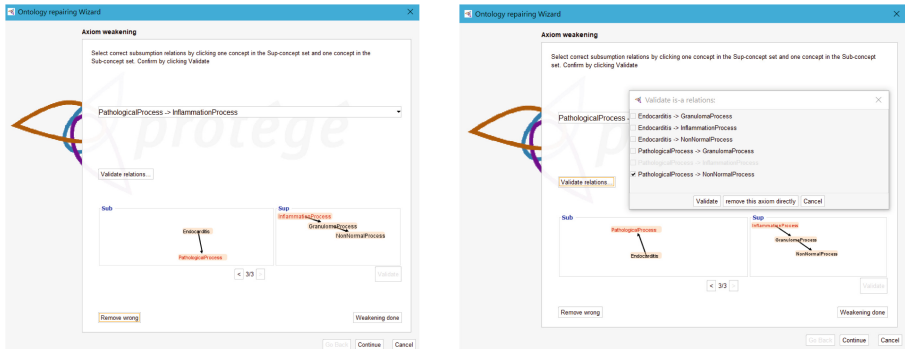 Ontology repairing Wizard
Axiom weakening
Select correct subsumption relations by clicking one concept in the Sup-concept set and one concept in the
Sub-concept set. Confirm by clicking Validate
protégé
PathologicalProcess -> InflammationProcess
Validate relations...
Sub
Endocarditis
PathologicalProcess
Sup
InflammationProcess
GranulomaProcess
NonNormalProcess
< 3/3 >
Validate
Remove wrong
Weakening done
Go Back Continue Cancel
Ontology repairing Wizard
Axiom weakening
Select correct subsumption relations by clicking one concept in the Sup-concept set and one concept in the Sub-concept
set. Confirm by clicking Validate
PathologicalProcess -
Validate is-a relations:
Endocarditis -> GranulomaProcess
Endocarditis -> InflammationProcess
Endocarditis -> NonNormalProcess
PathologicalProcess -> GranulomaProcess
PathologicalProcess -> InflammationProcess
PathologicalProcess -> NonNormalProcess
Validate remove this axiom directly Cancel
Validate relations...
Sub
PathologicalProcess
Endocarditis
Sup
InflammationProcess
GranulomaProcess
NonNormalProcess
< 3/3 >
Validate
Remove wrong
Weakening done
Go Back Continue Cancel